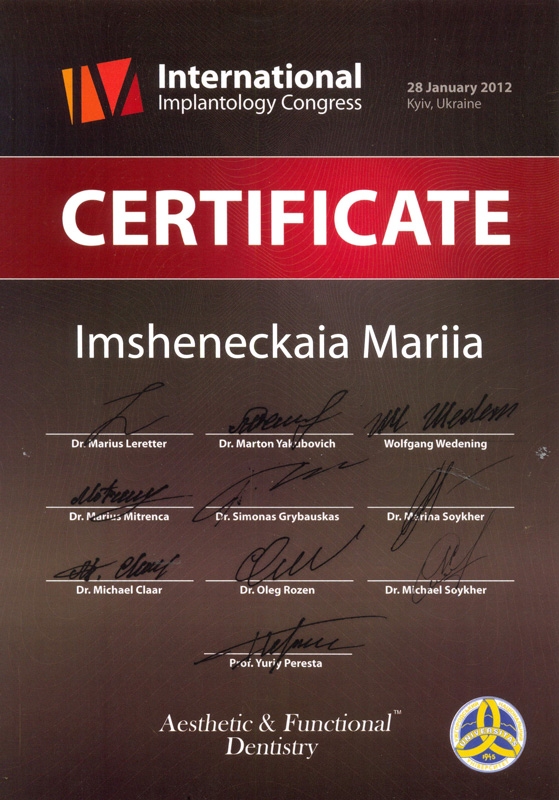 International
Implantology Congress
28 January 2012
Kyiv, Ukraine
CERTIFICATE
Imsheneckaia Mariia
Dr. Marius Leretter
Dr. Marton Yakubovich
Wolfgang Wedening
Dr. Marius Mitrenca
Dr. Simonas Grybauskas
Dr. Marina Soykher
Dr. Michael Claar
Dr. Oleg Rozen
Dr. Michael Soykher
Prof. Yuriy Peresta
Aesthetic & Functional™
Dentistry
1945